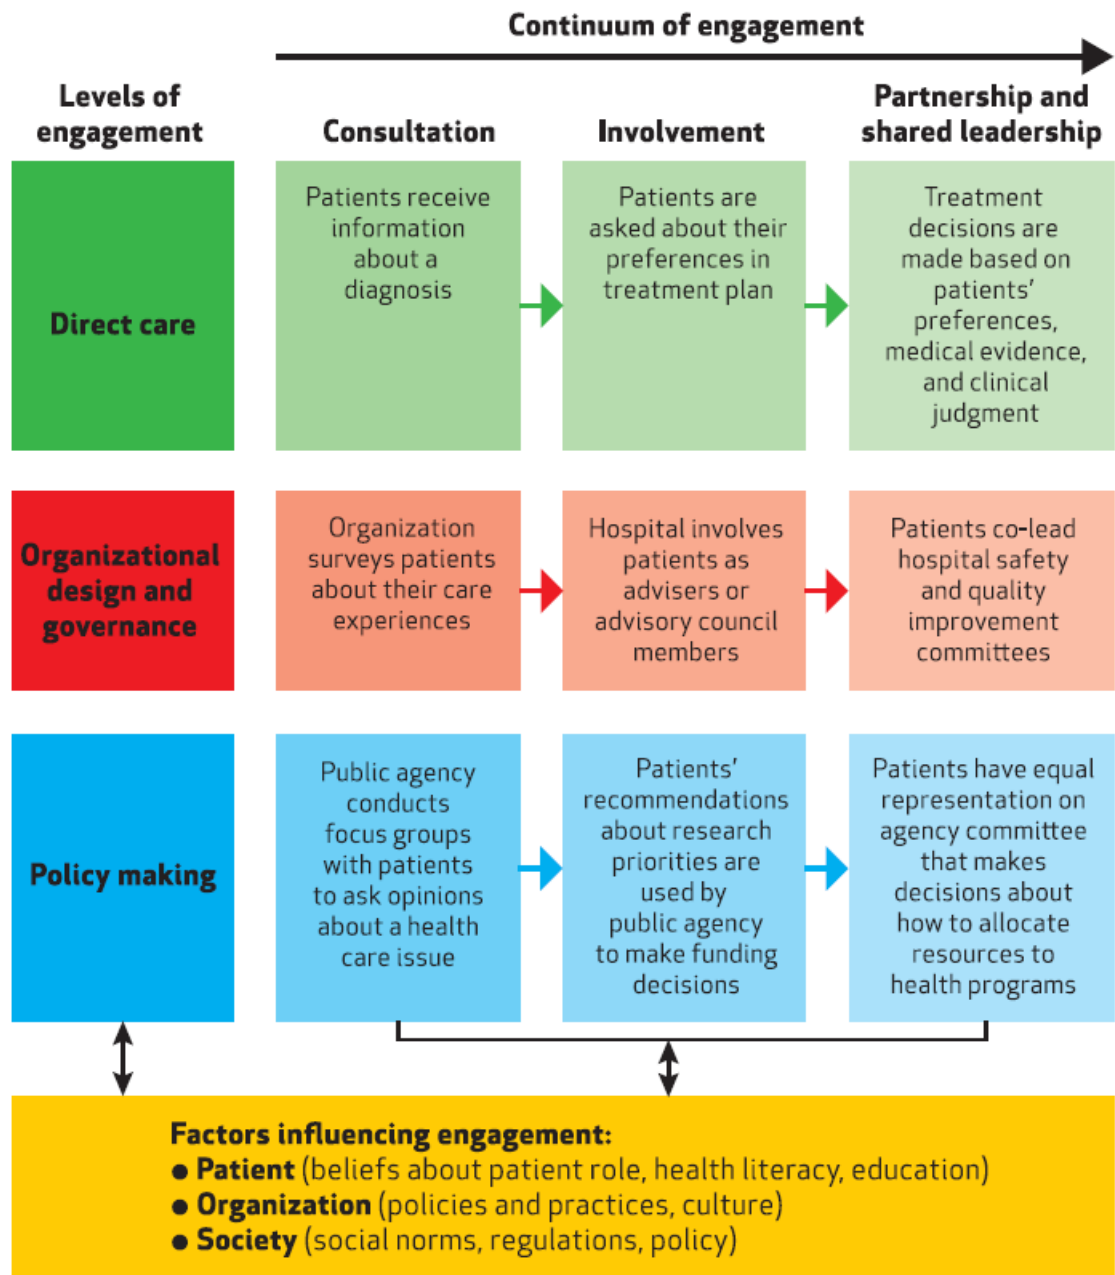 Continuum of engagement
Levels of
engagement
Consultation
Involvement
Partnership and
shared leadership
Direct care
Patients receive
information
about a
diagnosis
Patients are
asked about their
preferences in
treatment plan
Treatment
decisions are
made based on
patients’
preferences,
medical evidence,
and clinical
judgment
Organizational
design and
governance
Organization
surveys patients
about their care
experiences
Hospital involves
patients as
advisers or
advisory council
members
Patients co-lead
hospital safety
and quality
improvement
committees
Policy making
Public agency
conducts
focus groups
with patients
to ask opinions
about a health
care issue
Patients’
recommendations
about research
priorities are
used by
public agency
to make funding
decisions
Patients have equal
representation on
agency committee
that makes
decisions about
how to allocate
resources to
health programs
Factors influencing engagement:
● Patient (beliefs about patient role, health literacy, education)
● Organization (policies and practices, culture)
● Society (social norms, regulations, policy)